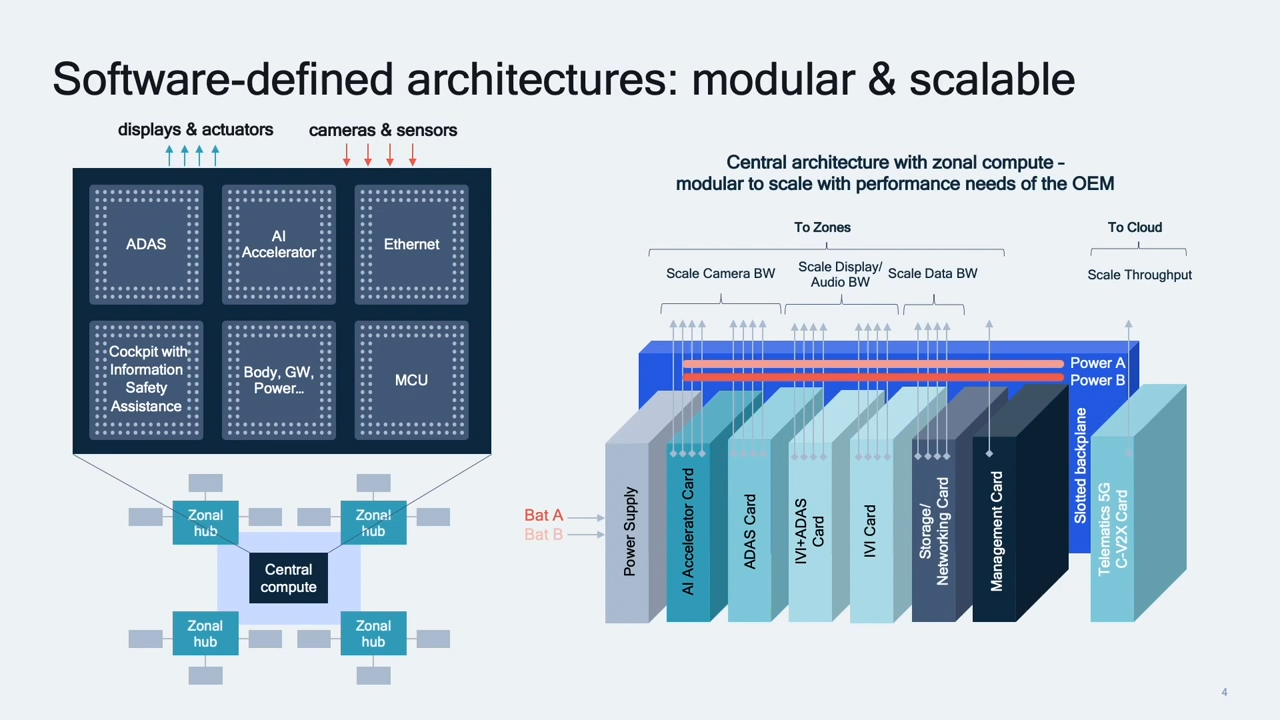 Software-defined architectures: modular & scalable
displays & actuators
cameras & sensors
ADAS
AI
Accelerator
Ethernet
Cockpit with
Information
Safety
Assistance
Body, GW,
Power...
MCU
Zonal
hub
Zonal
hub
Central
compute
Zonal
hub
Zonal
hub
Central architecture with zonal compute –
modular to scale with performance needs of the OEM
To Zones
To Cloud
Scale Camera BW
Scale Display/
Audio BW
Scale Data BW
Scale Throughput
Power A
Power B
Bat A
Bat B
Power Supply
AI Accelerator Card
ADAS Card
IVI+ADAS
Card
IVI Card
Storage/
Networking Card
Management Card
Slotted backplane
Telematics 5G
C-V2X Card
4